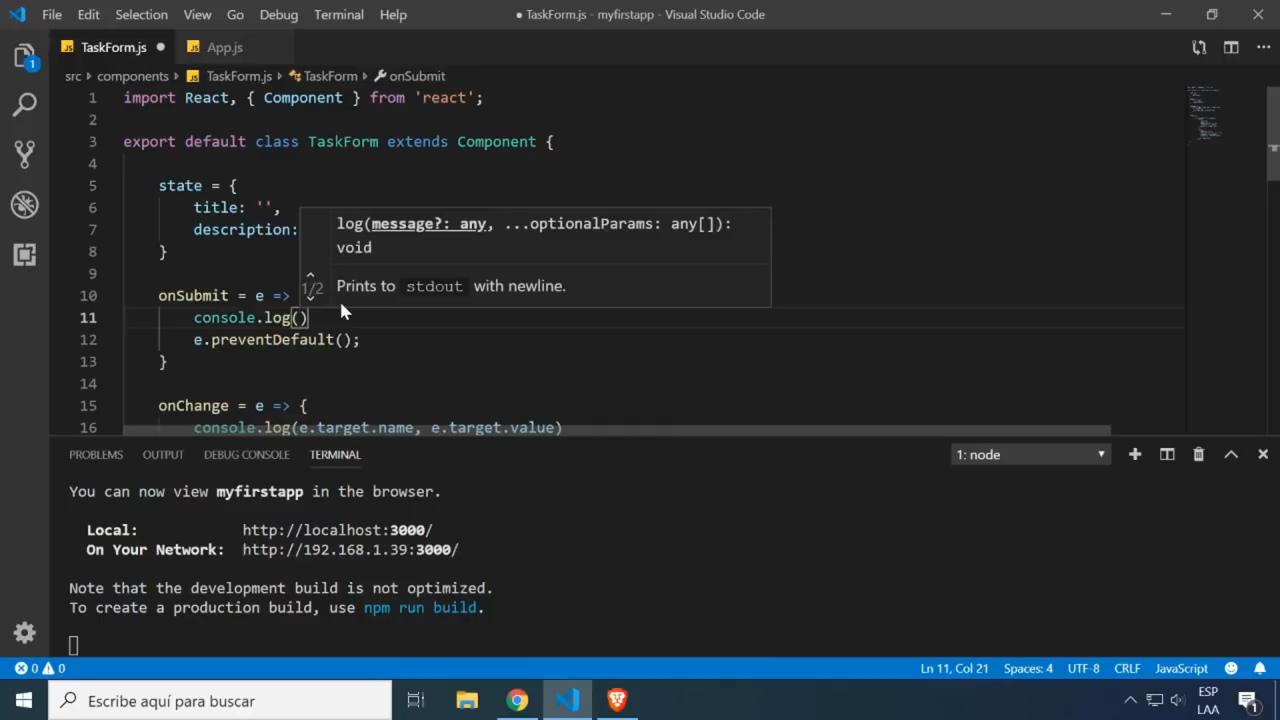 File Edit Selection View Go Debug Terminal Help
● TaskForm.js - myfirstapp - Visual Studio Code
JS TaskForm.js ● JS App.js
1
src components JS TaskForm.js TaskForm onSubmit
1 import React, { Component } from 'react';
2
3 export default class TaskForm extends Component {
4
5 state = {
6 title: '',
7 description:
8 }
9
log(message?: any, ...optionalParams: any[]):
void
1/2
Prints to stdout with newline.
10 onSubmit = e =>
11 console.log()
12 e.preventDefault();
13 }
14
15 onChange = e => {
16 console.log(e.target.name, e.target.value)
PROBLEMS OUTPUT DEBUG CONSOLE TERMINAL 1: node
You can now view myfirstapp in the browser.
Local: http://localhost:3000/
On Your Network: http://192.168.1.39:3000/
Note that the development build is not optimized.
To create a production build, use npm run build.
0 0 Ln 11, Col 21 Spaces: 4 UTF-8 CRLF JavaScript
Escribe aquí para buscar
ESP
LAA
1